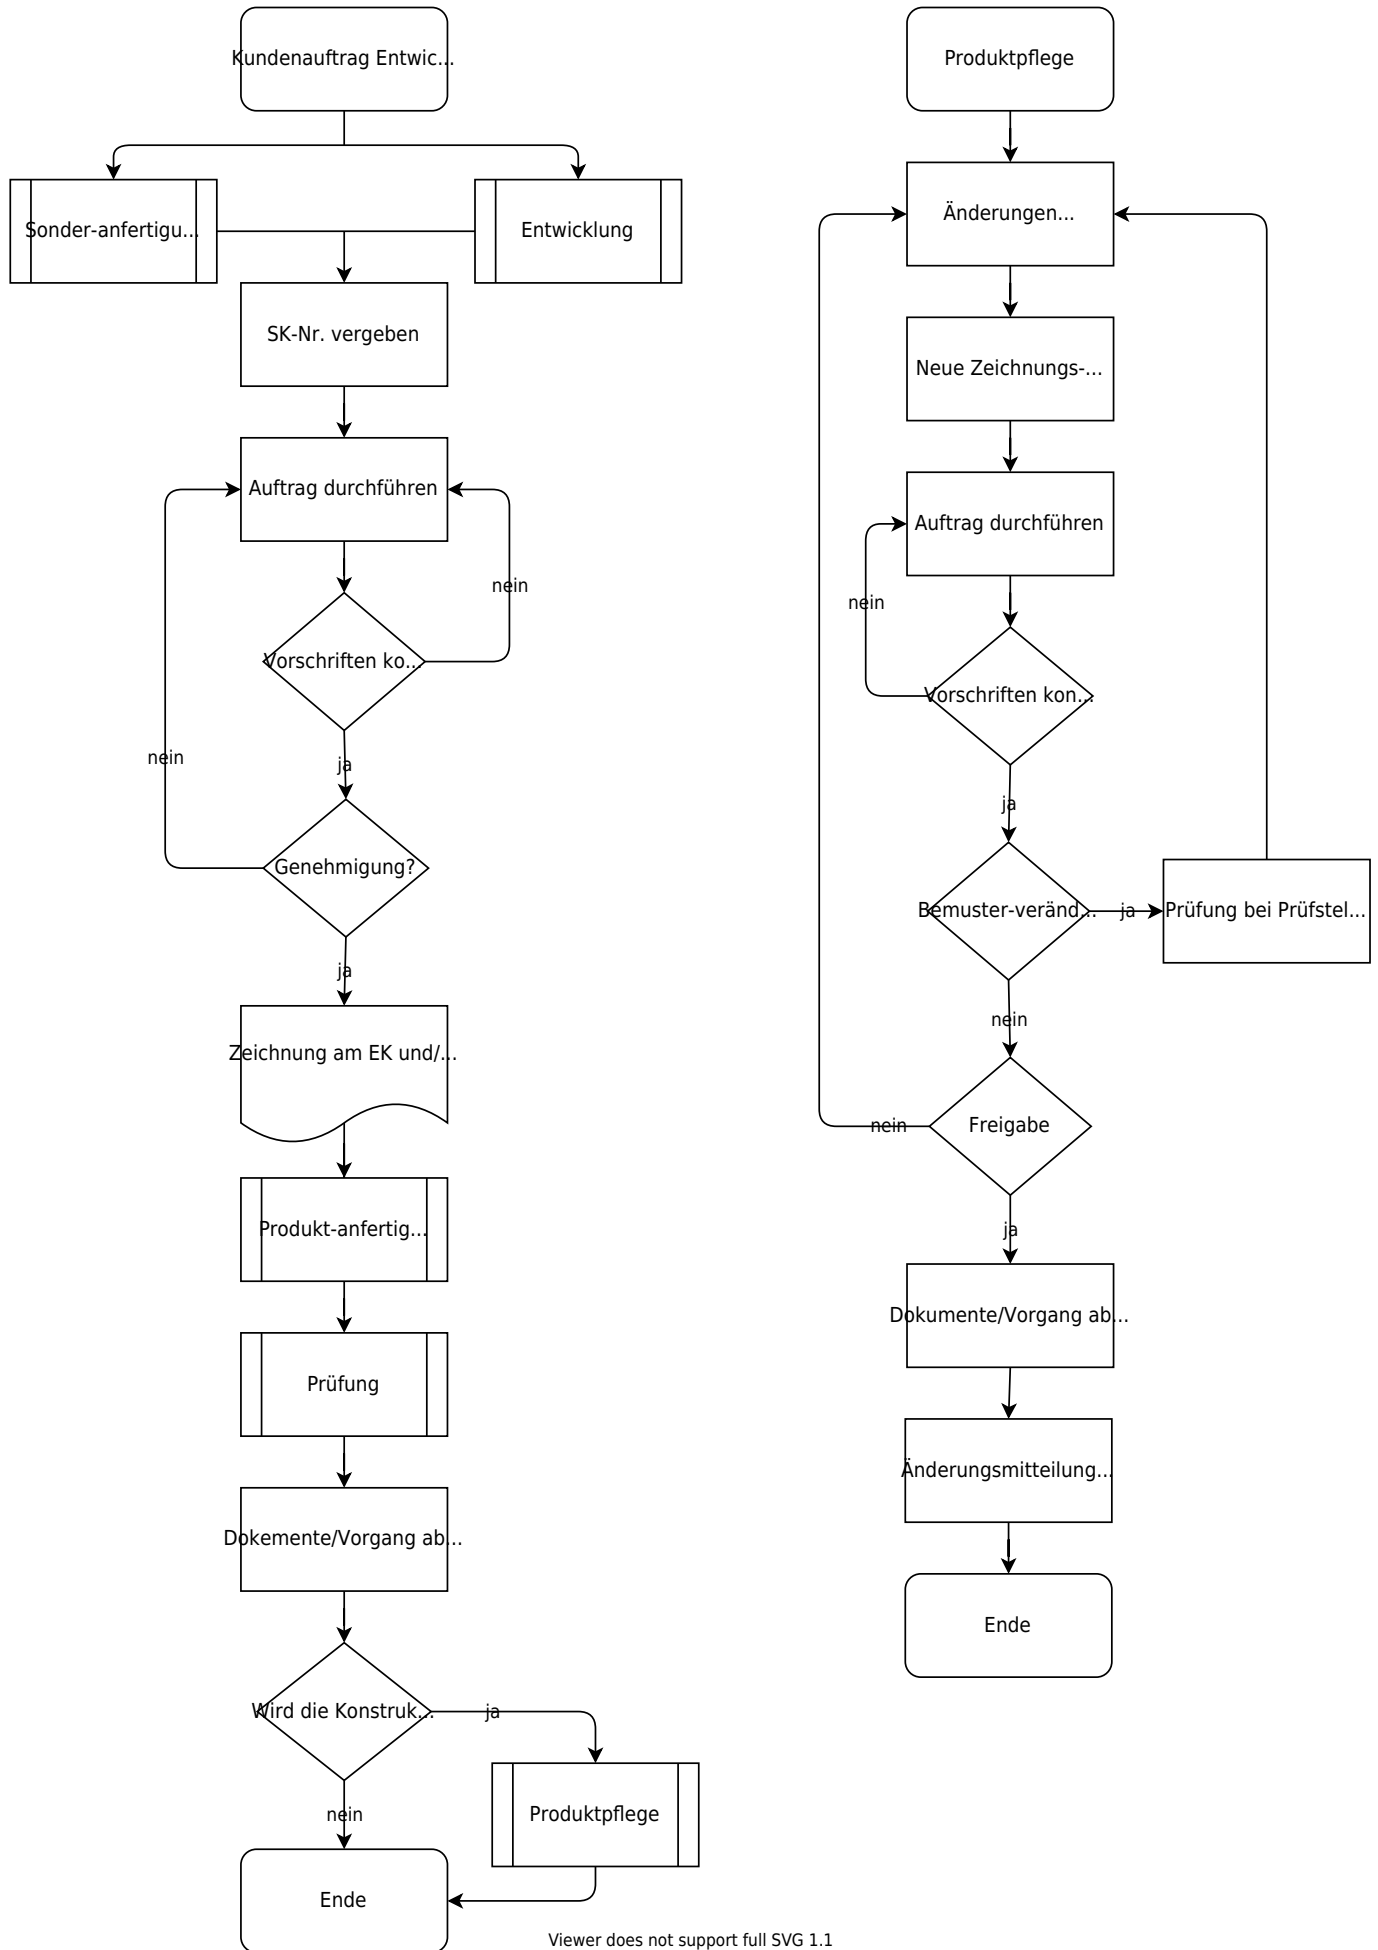 Kundenauftrag Entwic...
Sonder-anfertigu...
Entwicklung
SK-Nr. vergeben
Auftrag durchführen
nein
Vorschriften ko...
nein
ja
Genehmigung?
ja
Zeichnung am EK und/...
Produkt-anfertig...
Prüfung
Dokemente/Vorgang ab...
Wird die Konstruk...
ja
Produktpflege
nein
Ende
Produktpflege
Änderungen...
Neue Zeichnungs-...
Auftrag durchführen
nein
Vorschriften kon...
ja
Bemuster-veränd...
ja
Prüfung bei Prüfstel...
nein
Freigabe
nein
ja
Dokumente/Vorgang ab...
Änderungsmitteilung...
Ende
Viewer does not support full SVG 1.1